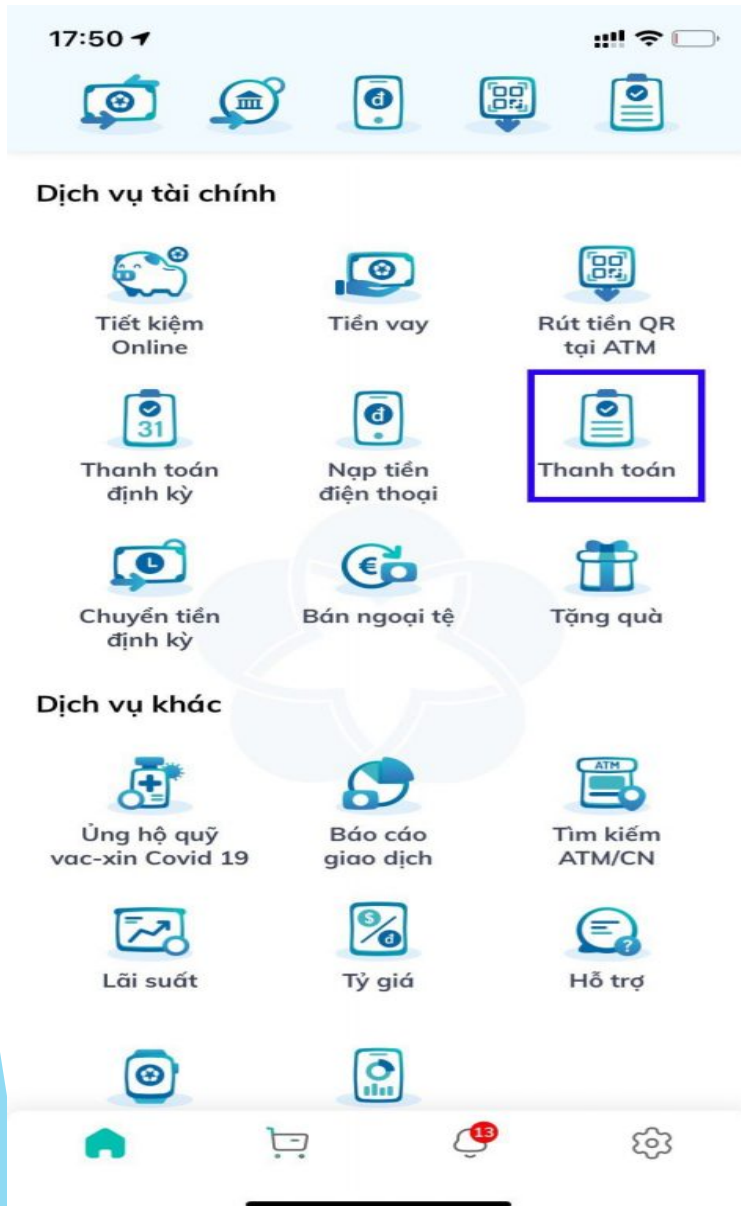 17:50
Dịch vụ tài chính
Tiết kiệm
Online
Tiền vay
Rút tiền QR
tại ATM
31
Thanh toán
định kỳ
Nạp tiền
điện thoại
Thanh toán
Chuyển tiền
định kỳ
Bán ngoại tệ
Tặng quà
Dịch vụ khác
Ủng hộ quỹ
vac-xin Covid 19
Báo cáo
giao dịch
ATM
Tìm kiếm
ATM/CN
Lãi suất
Tỷ giá
Hỗ trợ
13